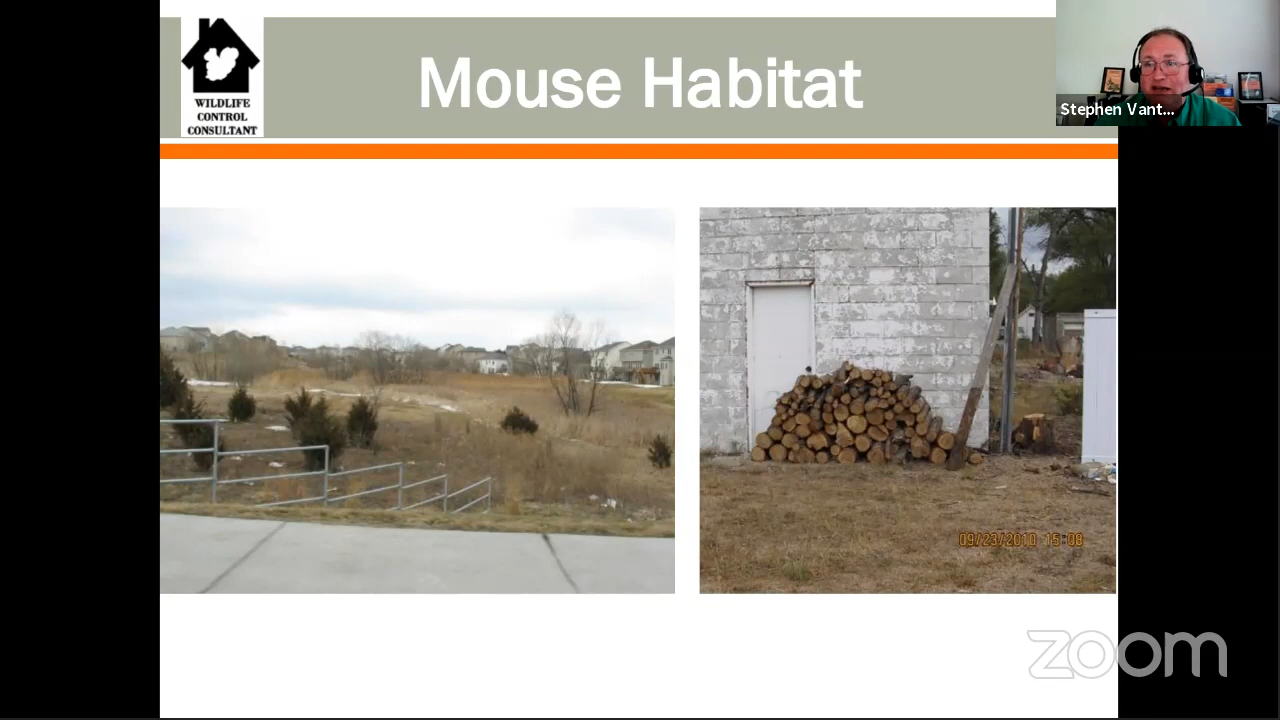 Mouse Habitat
WILDLIFE
CONTROL
CONSULTANT
Stephen Vant...
09/23/2010 15:08
zoom